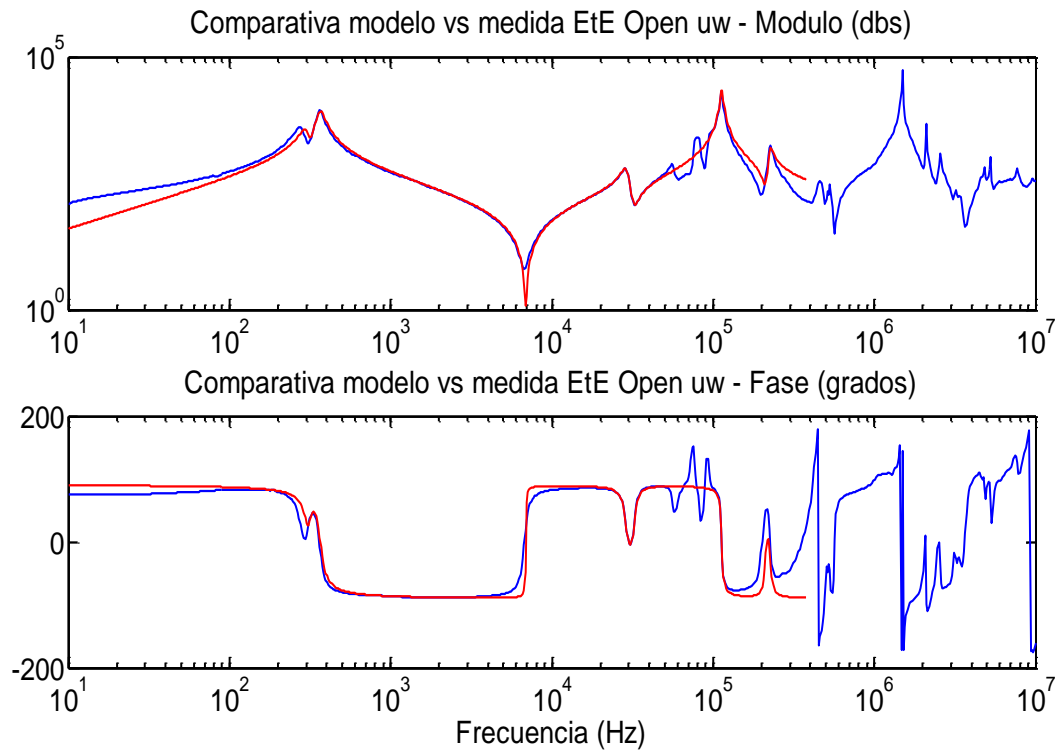 Comparativa modelo vs medida EtE Open uw - Modulo (dbs)
10^5
10^0
10^1 10^2 10^3 10^4 10^5 10^6 10^7
Comparativa modelo vs medida EtE Open uw - Fase (grados)
200
0
-200
10^1 10^2 10^3 10^4 10^5 10^6 10^7
Frecuencia (Hz)